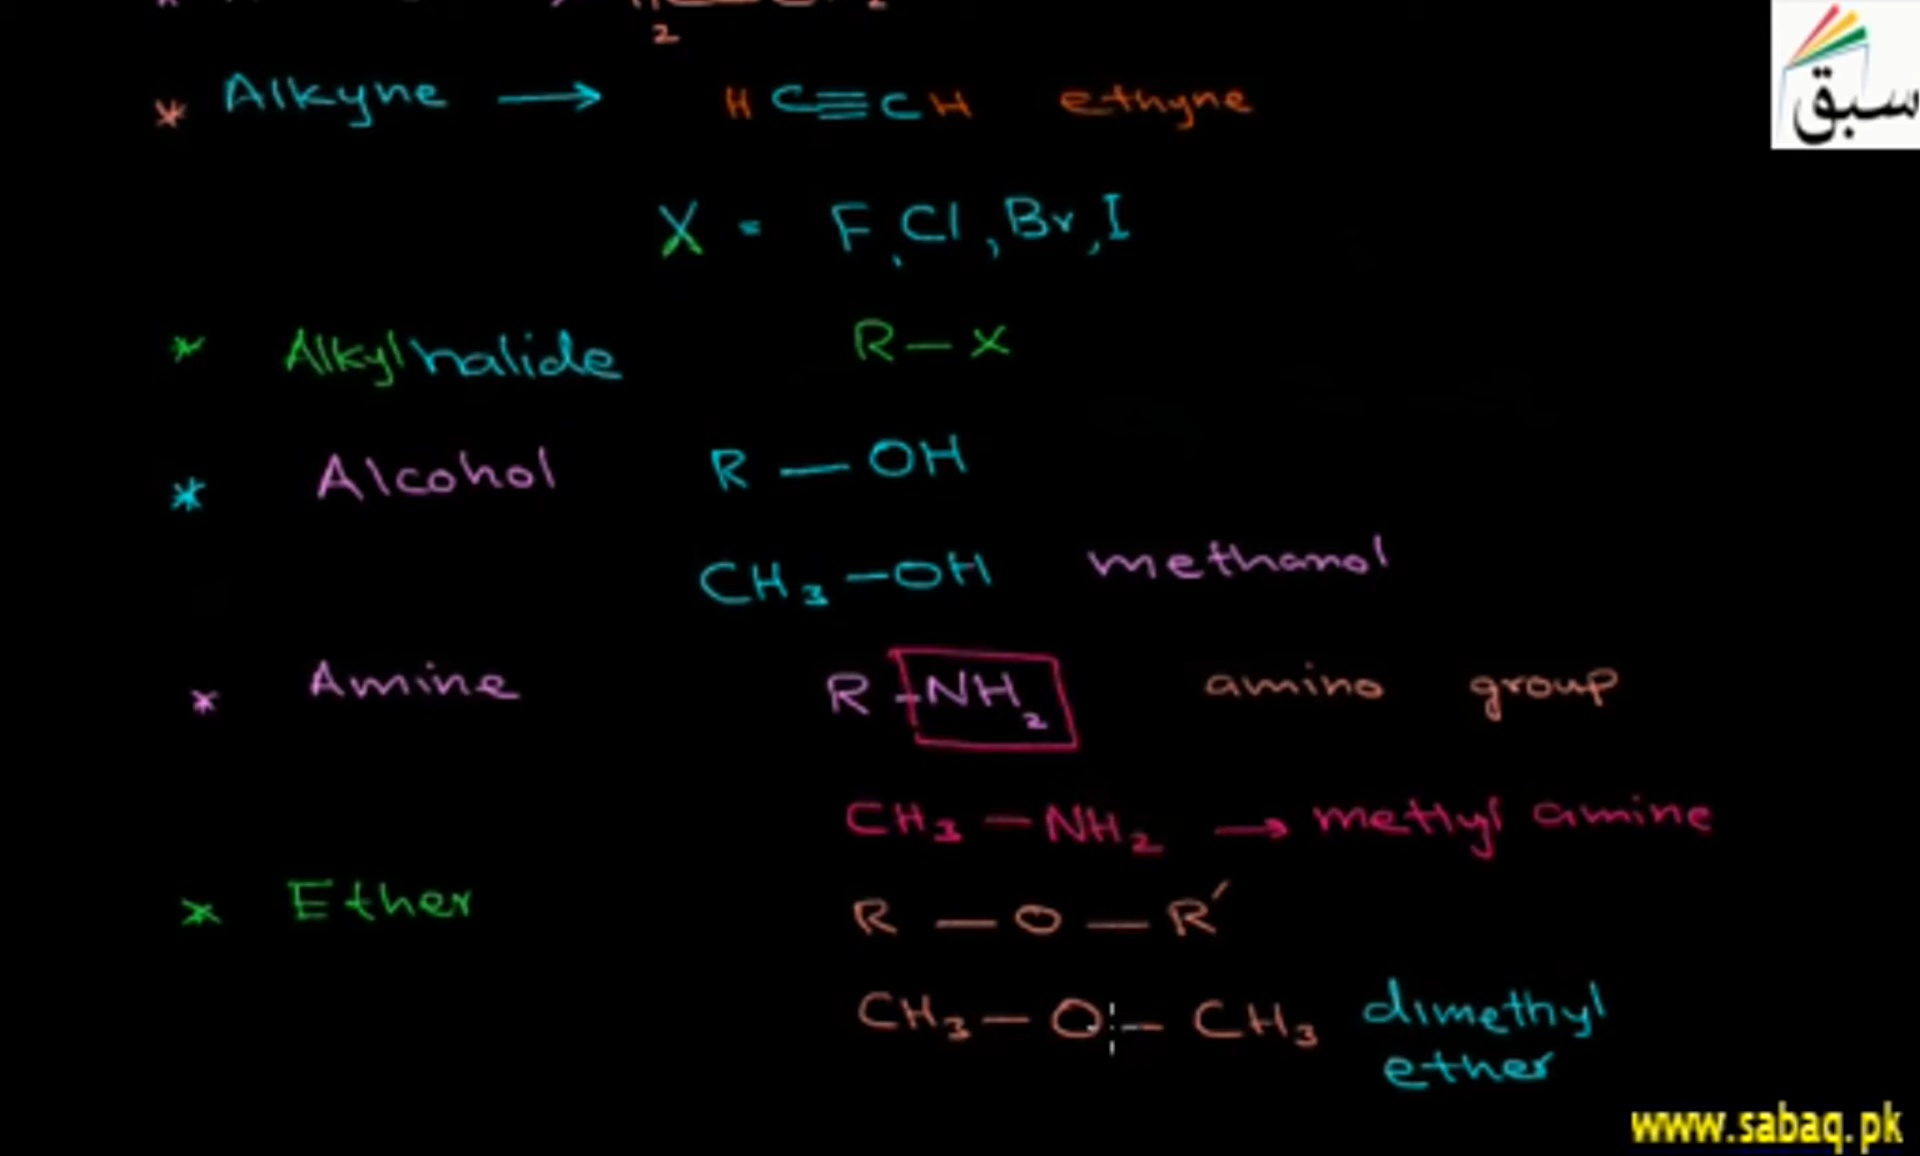 * Alkyne → HC≡CH ethyne
سبق
X = F, Cl, Br, I
* Alkyl halide R—X
* Alcohol R—OH
CH₃—OH methanol
* Amine R-NH₂ amino group
CH₃—NH₂ → methyl amine
* Ether R—O—R′
CH₃—O—CH₃ dimethyl
ether
www.sabaq.pk